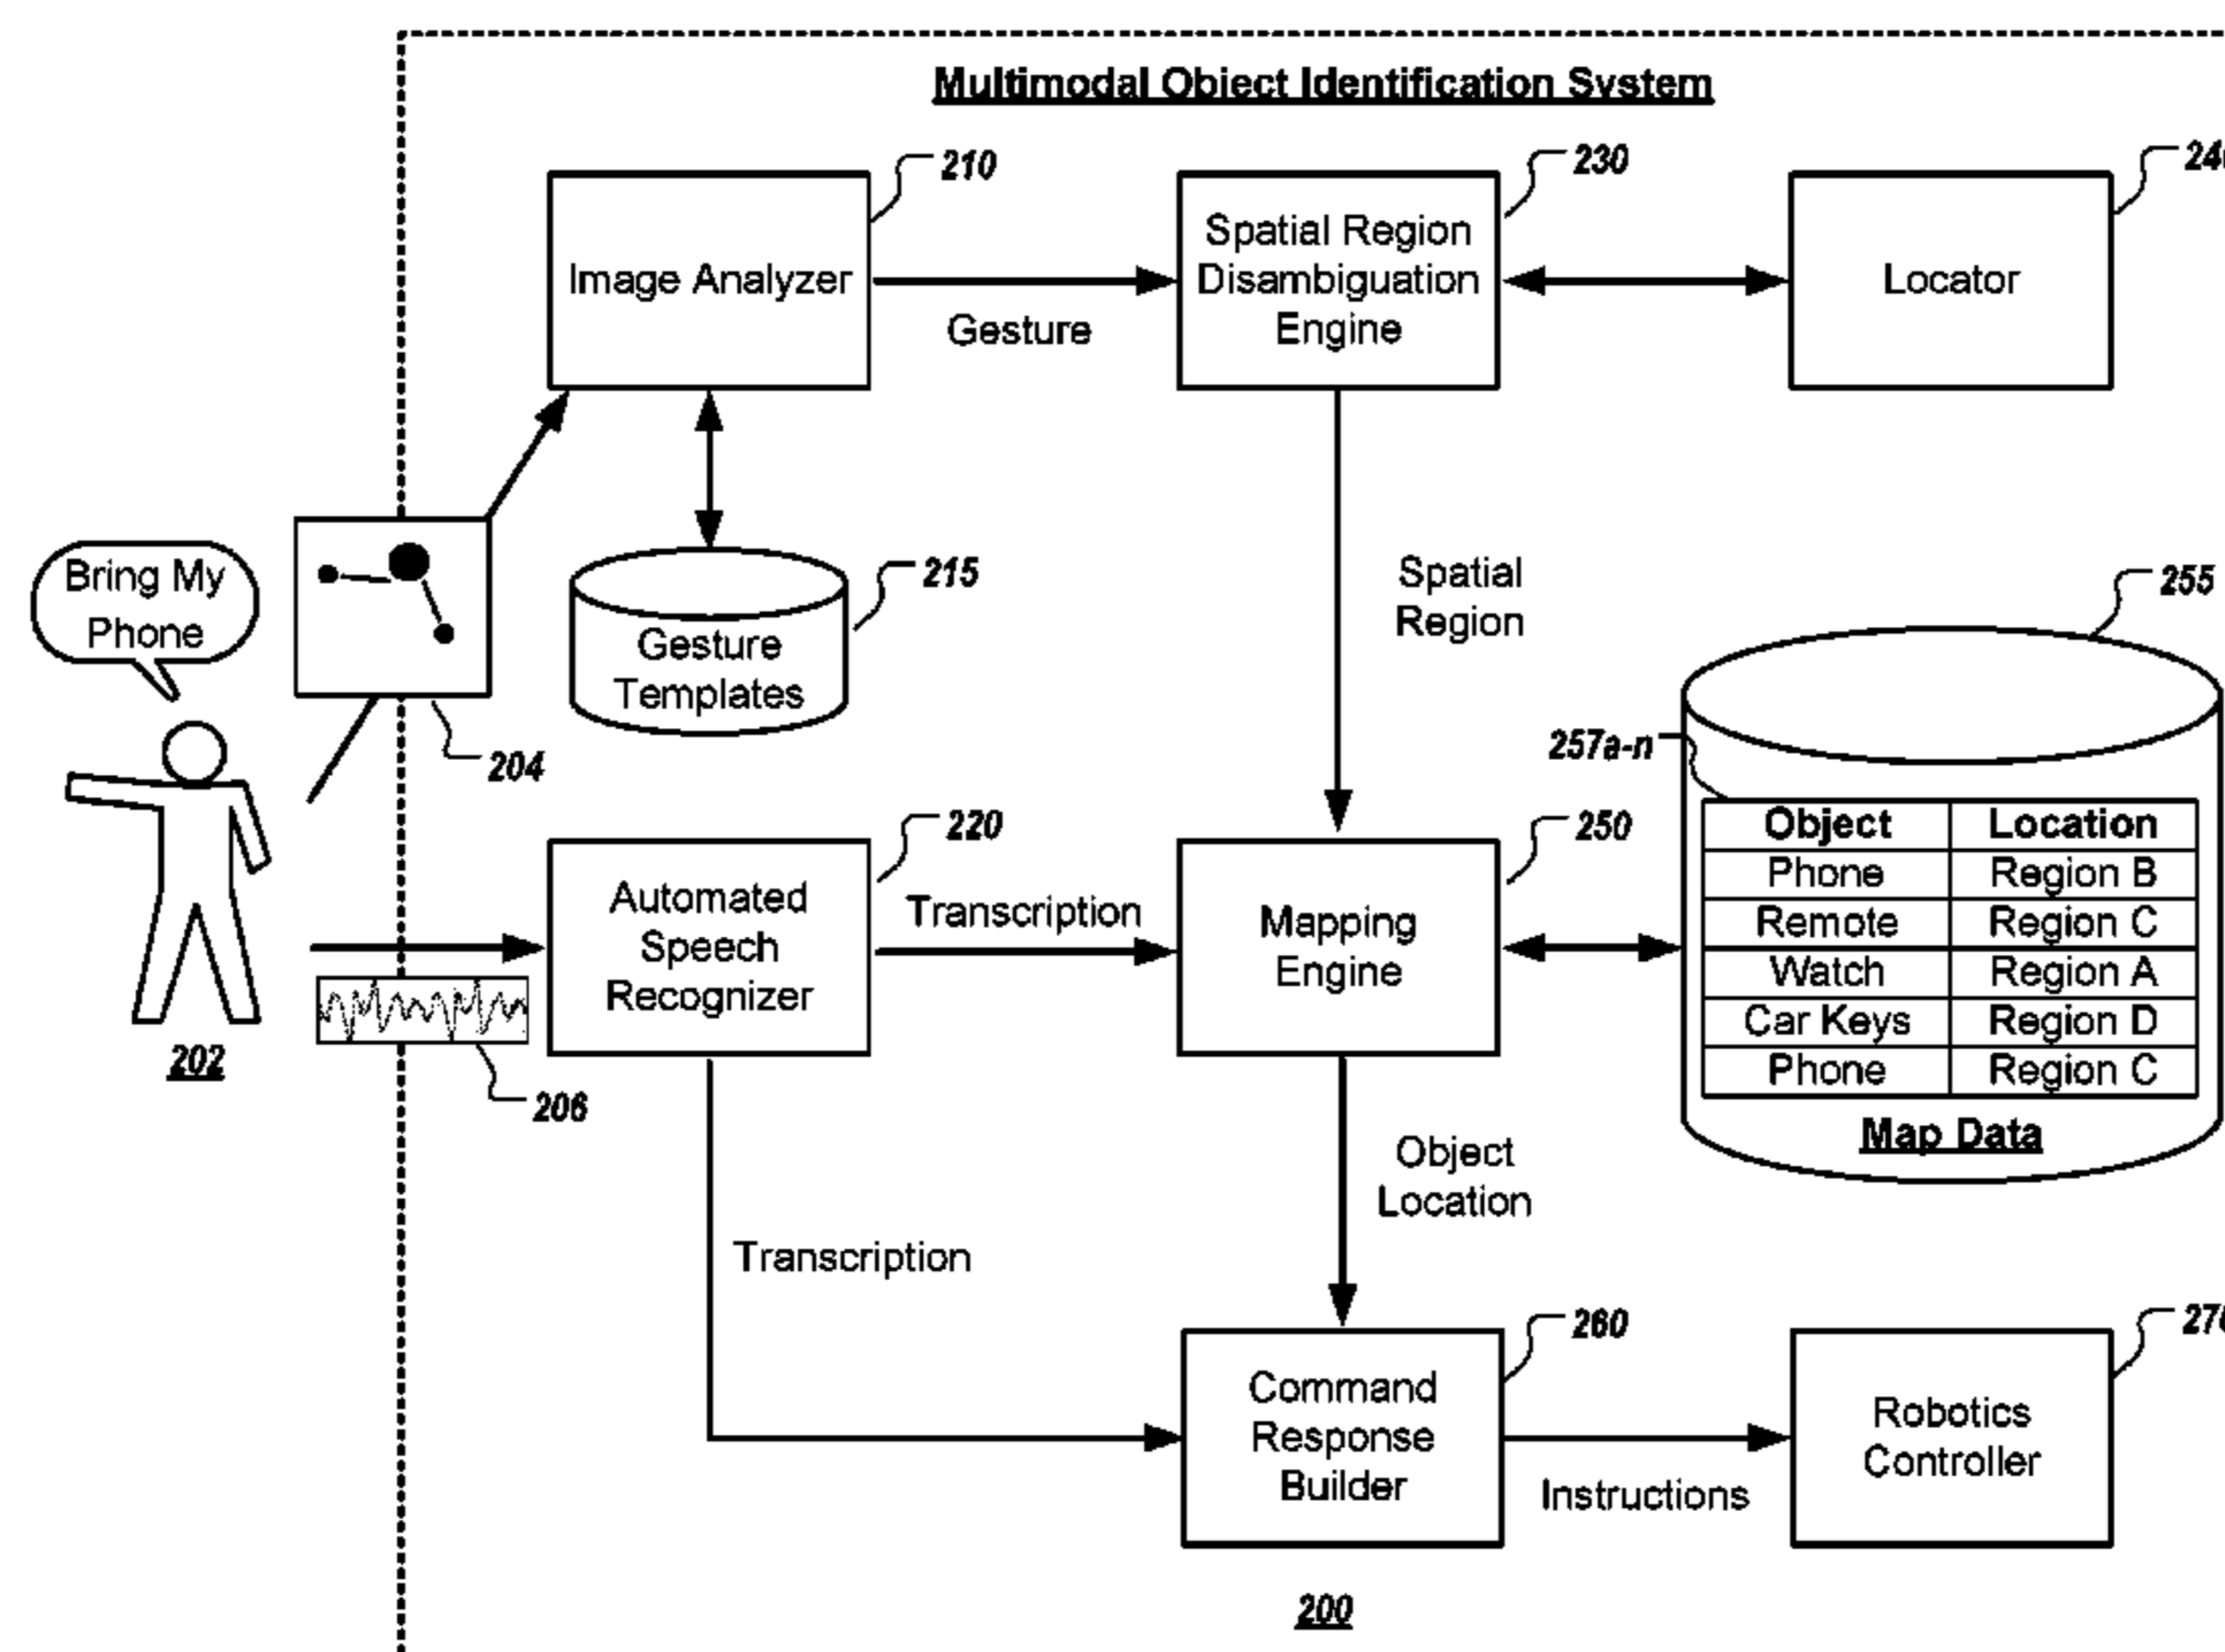 Multimodal Object Identification System
210
230
Image Analyzer
Gesture
Spatial Region
Disambiguation
Engine
Locator
Bring My
Phone
204
215
Gesture
Templates
Spatial
Region
255
257a-n
Object Location
Phone Region B
Remote Region C
Watch Region A
Car Keys Region D
Phone Region C
Map Data
202
206
220
Automated
Speech
Recognizer
Transcription
250
Mapping
Engine
Object
Location
Transcription
260
Command
Response
Builder
Instructions
Robotics
Controller
200